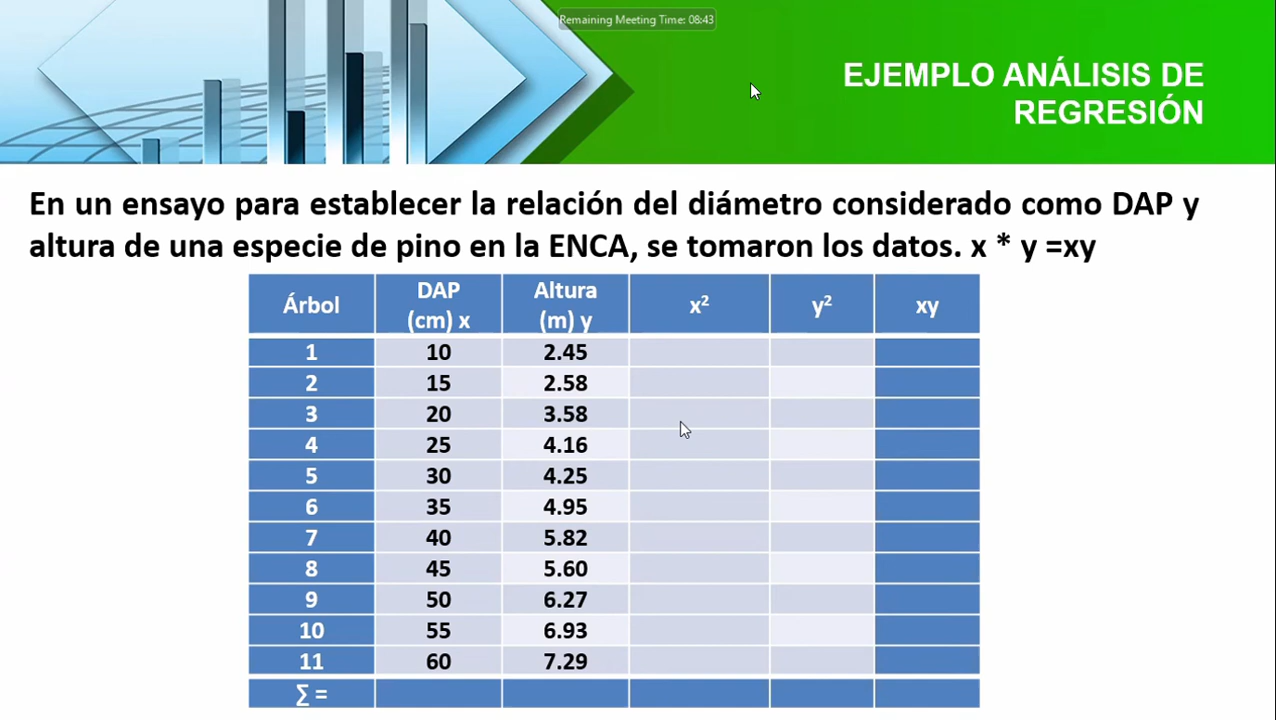 Remaining Meeting Time: 08:43
EJEMPLO ANÁLISIS DE
REGRESIÓN
En un ensayo para establecer la relación del diámetro considerado como DAP y
altura de una especie de pino en la ENCA, se tomaron los datos. x * y =xy
Árbol DAP (cm) x Altura (m) y x² y² xy
1 10 2.45
2 15 2.58
3 20 3.58
4 25 4.16
5 30 4.25
6 35 4.95
7 40 5.82
8 45 5.60
9 50 6.27
10 55 6.93
11 60 7.29
∑ =